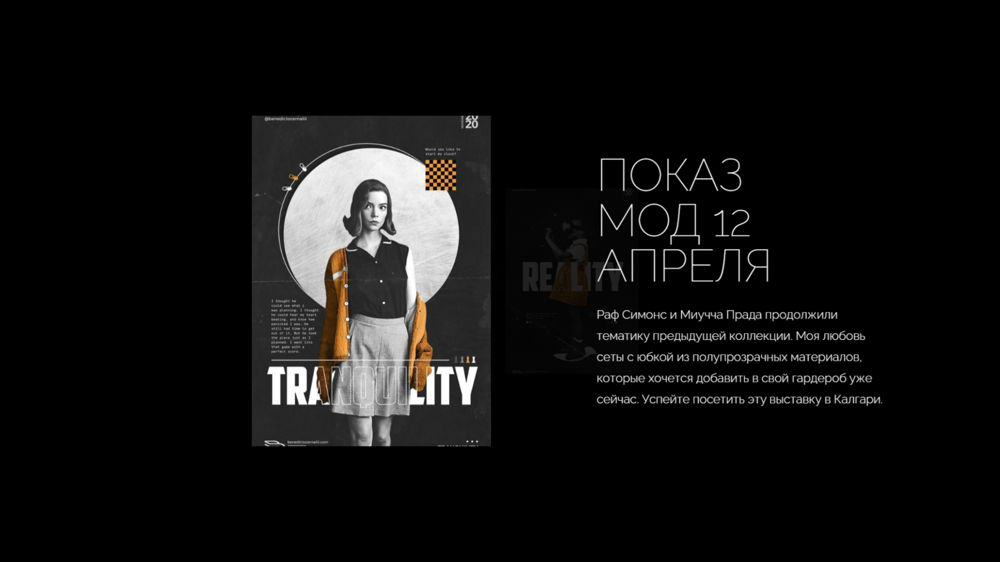 @benedictocernaliii
20
20
Would you like to
start my clock?
I thought he
could see what i
was planning. I thought
he could hear my heart
beating, and know how
panicked I was. He
still had time to get
out of it. But he took
the piece just as I
planned. I went into
that game with a
perfect score.
TRANQUILITY
benedictocernaliii.com
REALITY
ПОКАЗ
МОД 12
АПРЕЛЯ
Раф Симонс и Миучча Прада продолжили
тематику предыдущей коллекции. Моя любовь
сеты с юбкой из полупрозрачных материалов,
которые хочется добавить в свой гардероб уже
сейчас. Успейте посетить эту выставку в Калгари.